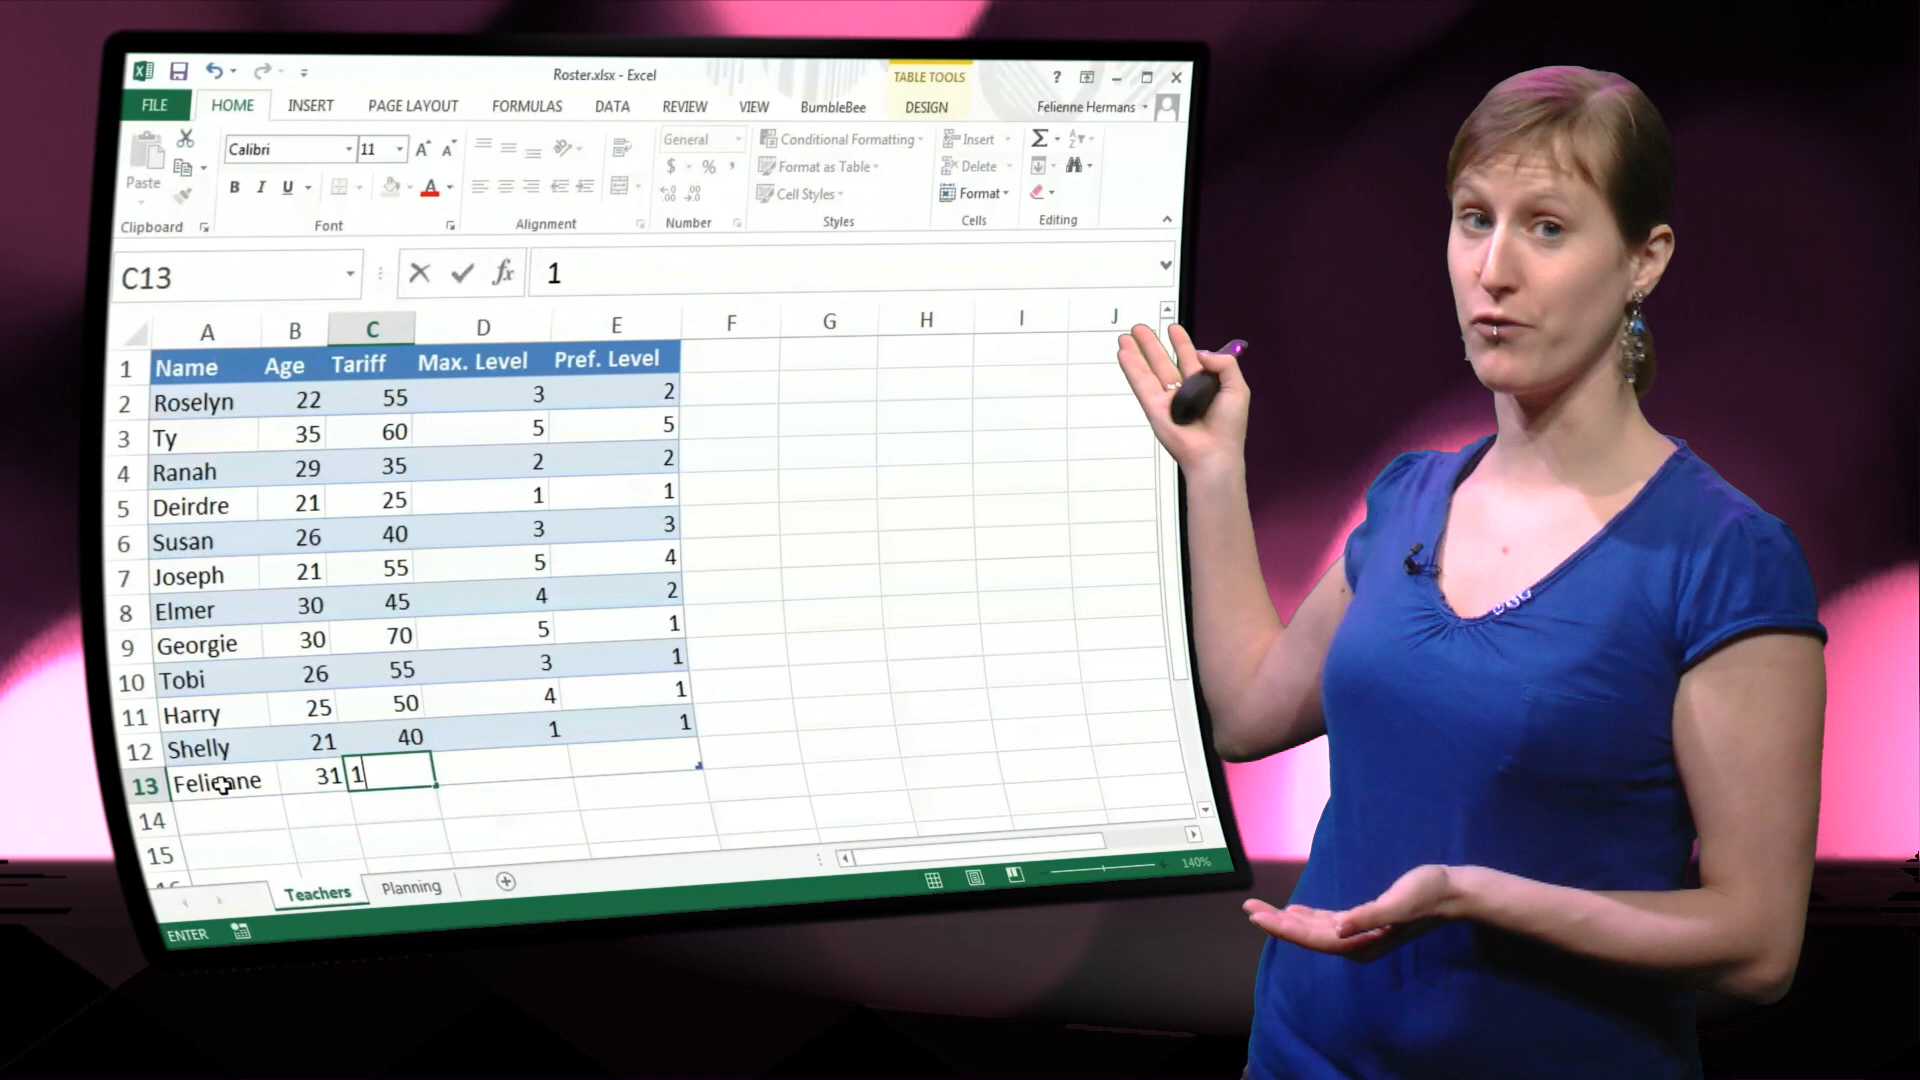 Roster.xlsx - Excel
TABLE TOOLS
?
FILE HOME INSERT PAGE LAYOUT FORMULAS DATA REVIEW VIEW BumbleBee DESIGN Felienne Hermans
Paste
Calibri 11 A A
B I U A
General
$ % ,
Conditional Formatting
Format as Table
Cell Styles
Insert
Delete
Format
Σ
Clipboard Font Alignment Number Styles Cells Editing
C13 fx 1
A B C D E F G H I J
1 Name Age Tariff Max. Level Pref. Level
2 Roselyn 22 55 3 2
3 Ty 35 60 5 5
4 Ranah 29 35 2 2
5 Deirdre 21 25 1 1
6 Susan 26 40 3 3
7 Joseph 21 55 5 4
8 Elmer 30 45 4 2
9 Georgie 30 70 5 1
10 Tobi 26 55 3 1
11 Harry 25 50 4 1
12 Shelly 21 40 1 1
13 Felienne 31 1
14
15
Teachers Planning
ENTER 140%